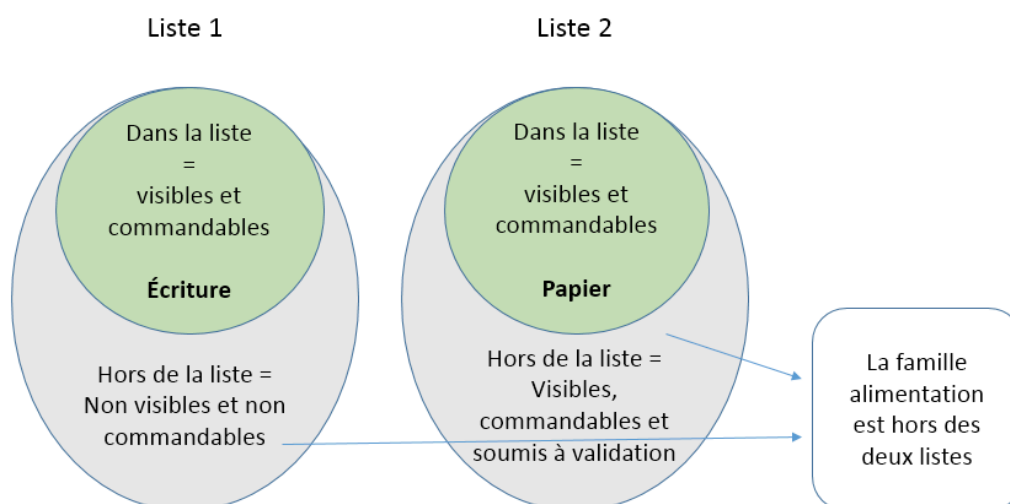 Liste 1
Dans la liste
=
visibles et
commandables
Écriture
Hors de la liste =
Non visibles et non
commandables
Liste 2
Dans la liste
=
visibles et
commandables
Papier
Hors de la liste =
Visibles,
commandables et
soumis à validation
La famille
alimentation
est hors des
deux listes